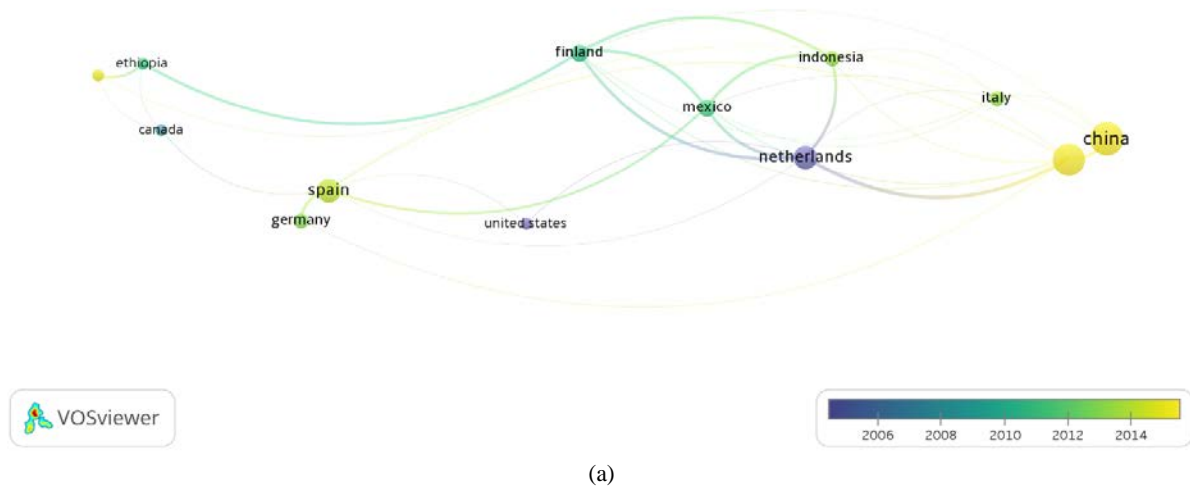 finland
indonesia
ethiopia
italy
mexico
canada
china
netherlands
spain
germany
united states
VOSviewer
2006 2008 2010 2012 2014
(a)